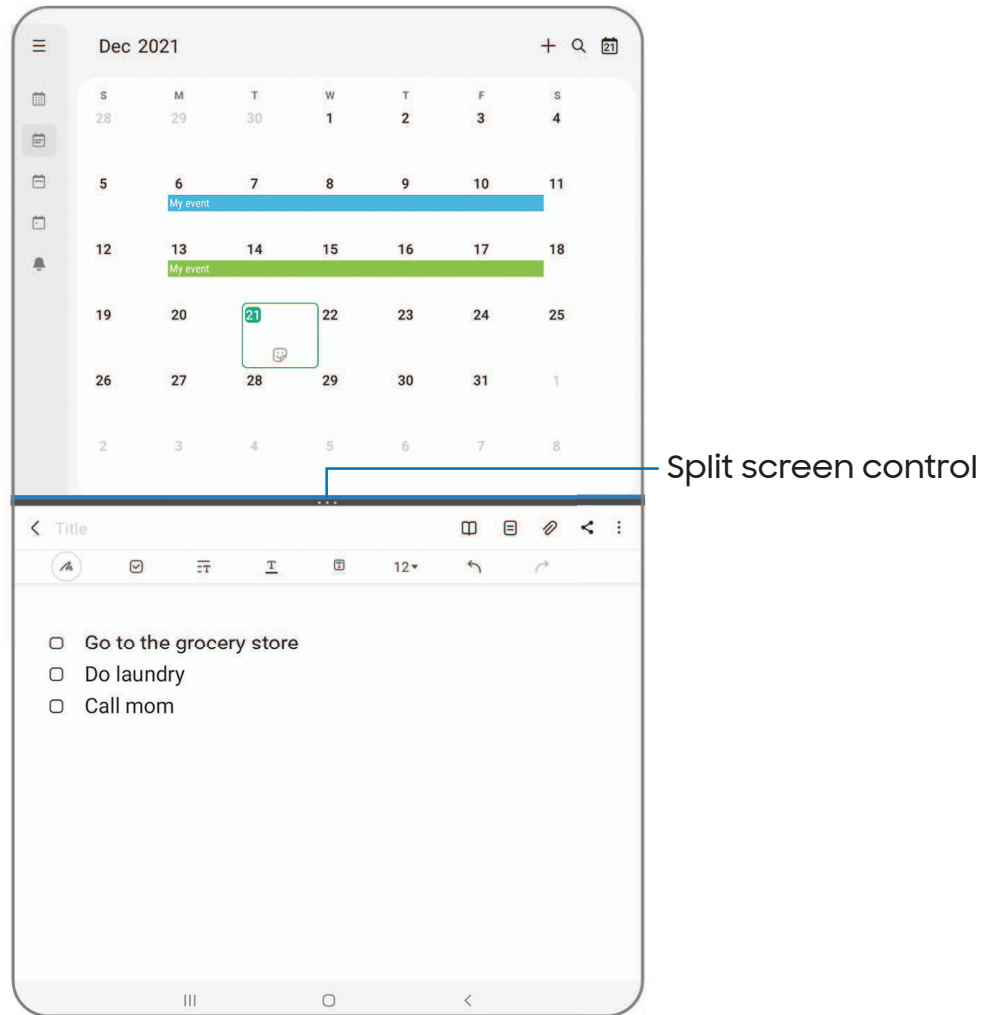 Dec 2021
21
S M T W T F S
28 29 30 1 2 3 4
5 6 7 8 9 10 11
My event
12 13 14 15 16 17 18
My event
19 20 21 22 23 24 25
26 27 28 29 30 31 1
2 3 4 5 6 7 8
Split screen control
Title
T T T 12
Go to the grocery store
Do laundry
Call mom